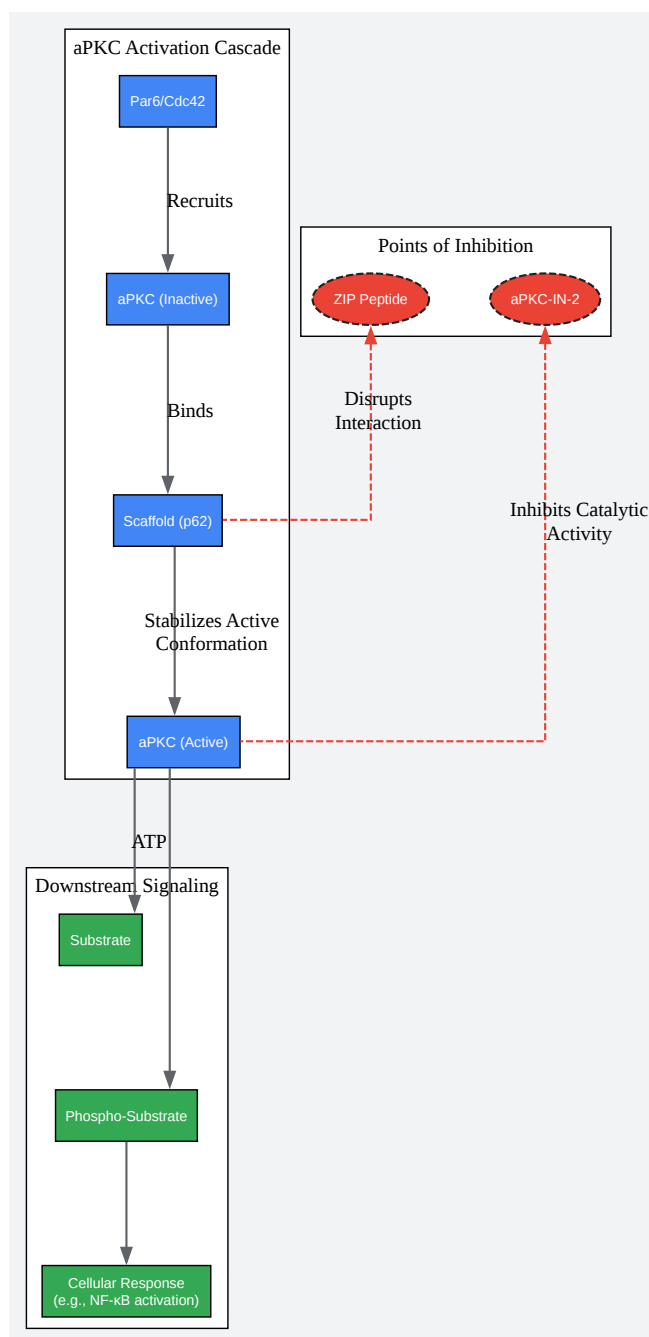 aPKC Activation Cascade
Par6/Cdc42
Recruits
Points of Inhibition
aPKC (Inactive)
ZIP Peptide
aPKC-IN-2
Binds
Disrupts
Interaction
Scaffold (p62)
Inhibits Catalytic
Activity
Stabilizes Active
Conformation
aPKC (Active)
ATP
Downstream Signaling
Substrate
Phospho-Substrate
Cellular Response
(e.g., NF-κB activation)